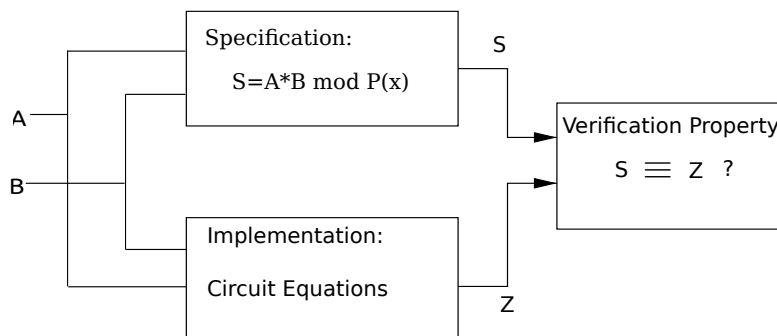 Specification:
S=A*B mod P(x)
S
A
B
Verification Property
S ≡ Z ?
Implementation:
Circuit Equations
Z